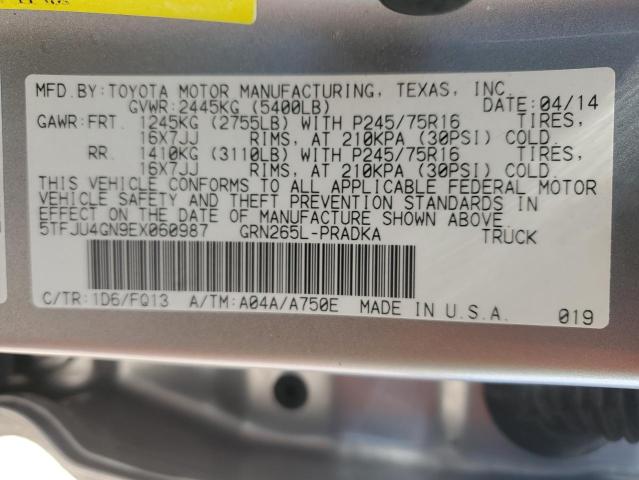 MFD.BY:TOYOTA MOTOR MANUFACTURING, TEXAS, INC.
GVWR:2445KG (5400LB) DATE:04/14
GAWR:FRT. 1245KG (2755LB) WITH P245/75R16 TIRES,
16X7JJ RIMS, AT 210KPA (30PSI) COLD.
RR. 1410KG (3110LB) WITH P245/75R16 TIRES,
16X7JJ RIMS, AT 210KPA (30PSI) COLD.
THIS VEHICLE CONFORMS TO ALL APPLICABLE FEDERAL MOTOR
VEHICLE SAFETY AND THEFT PREVENTION STANDARDS IN
EFFECT ON THE DATE OF MANUFACTURE SHOWN ABOVE.
5TFJU4GN9EX060987 GRN265L-PRADKA TRUCK
C/TR:1D6/FQ13 A/TM:A04A/A750E MADE IN U.S.A. 019